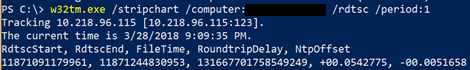 PS C:\> w32tm.exe /stripchart /computer: /rdtsc /period:1
Tracking 10.218.96.115 [10.218.96.115:123].
The current time is 3/28/2018 9:09:35 PM.
RdtscStart, RdtscEnd, FileTime, RoundtripDelay, NtpOffset
11871091179961, 11871244830953, 131667701758549249, +00.0542775, -00.0051658